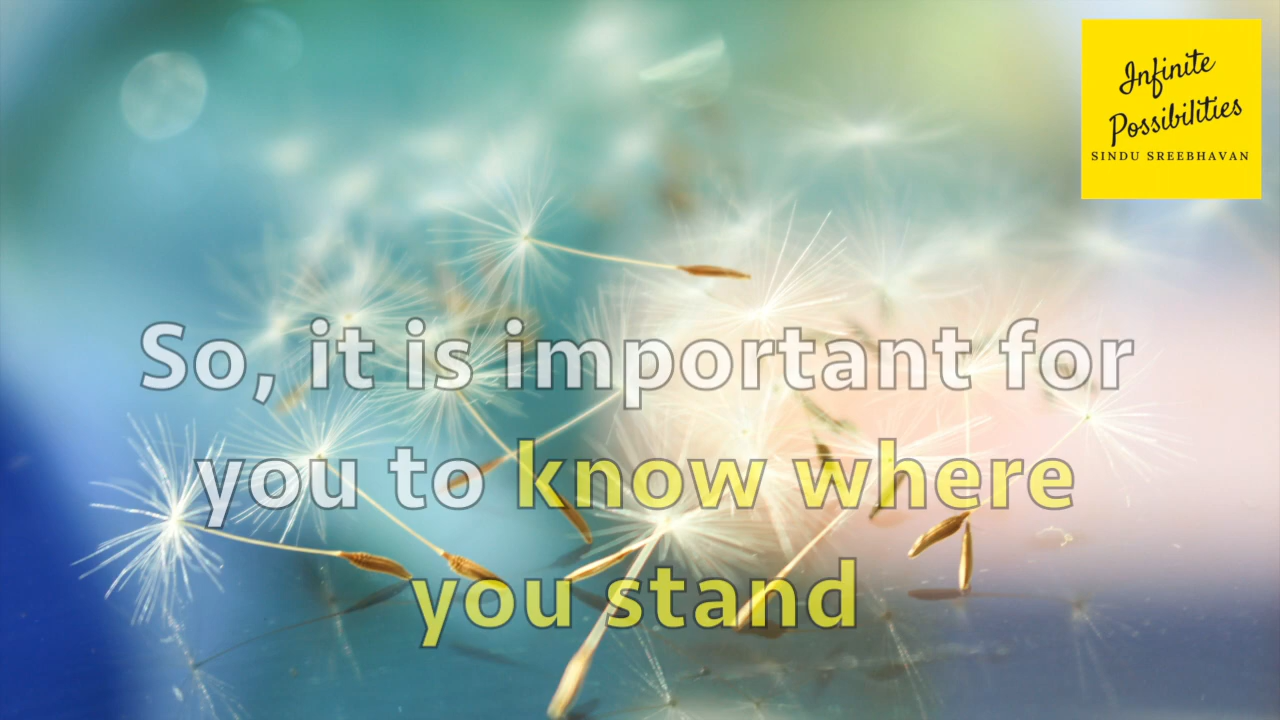 Infinite
Possibilities
SINDU SREEBHAVAN
So, it is important for
you to know where
you stand